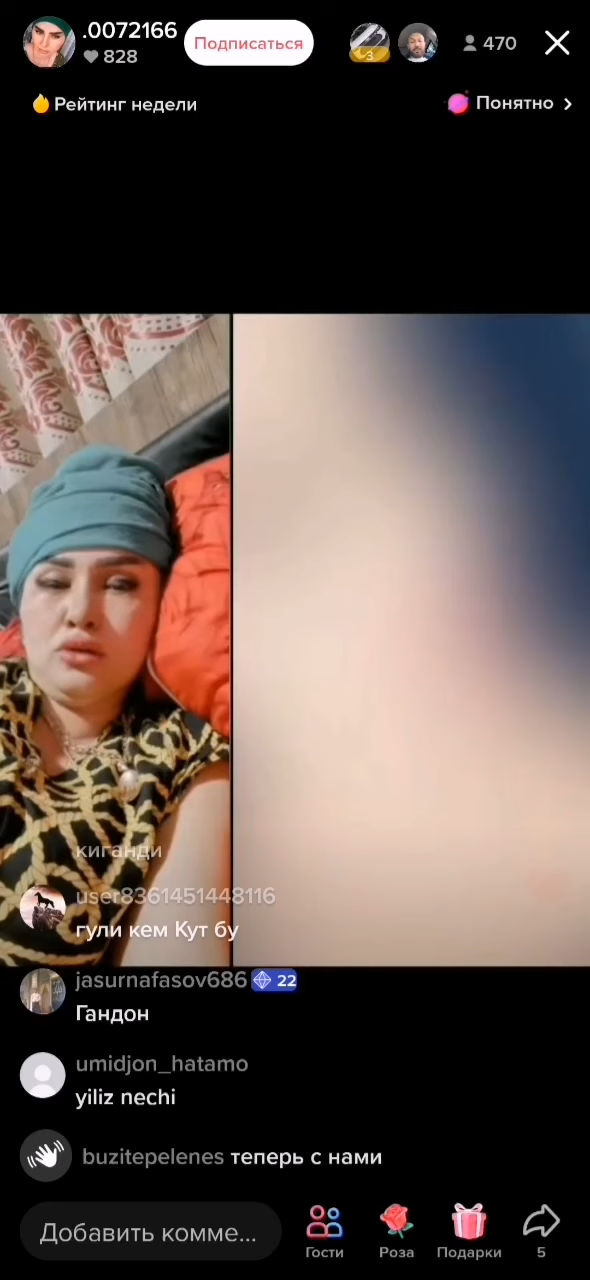 .0072166
828
Подписаться
3
470
Рейтинг недели
Понятно
киганди
user8361451448116
гули кем Кут бу
jasurnafasov686 22
Гандон
umidjon_hatamo
yiliz nechi
buzitepelenes теперь с нами
Добавить комме...
Гости
Роза
Подарки
5